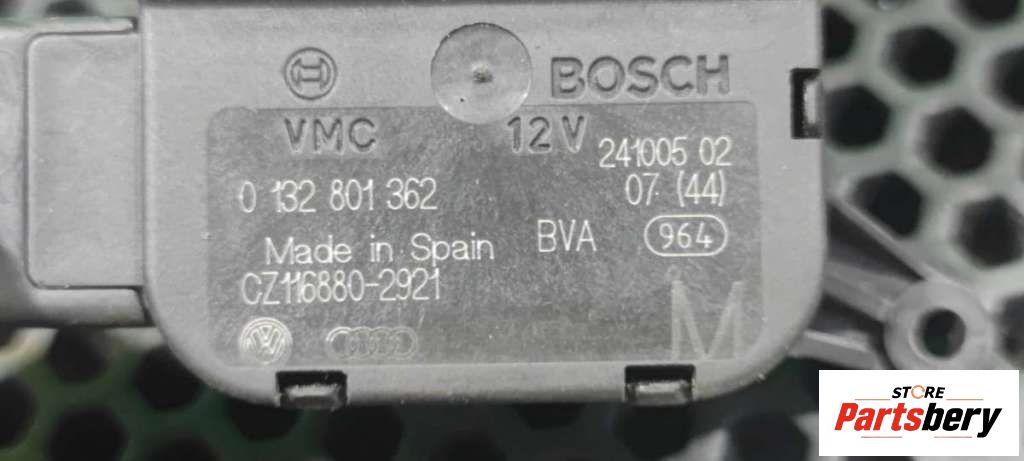 BOSCH
VMC 12V
241005 02
0 132 801 362 07 (44)
Made in Spain BVA 964
CZ116880-2921
M
STORE
Partsbery